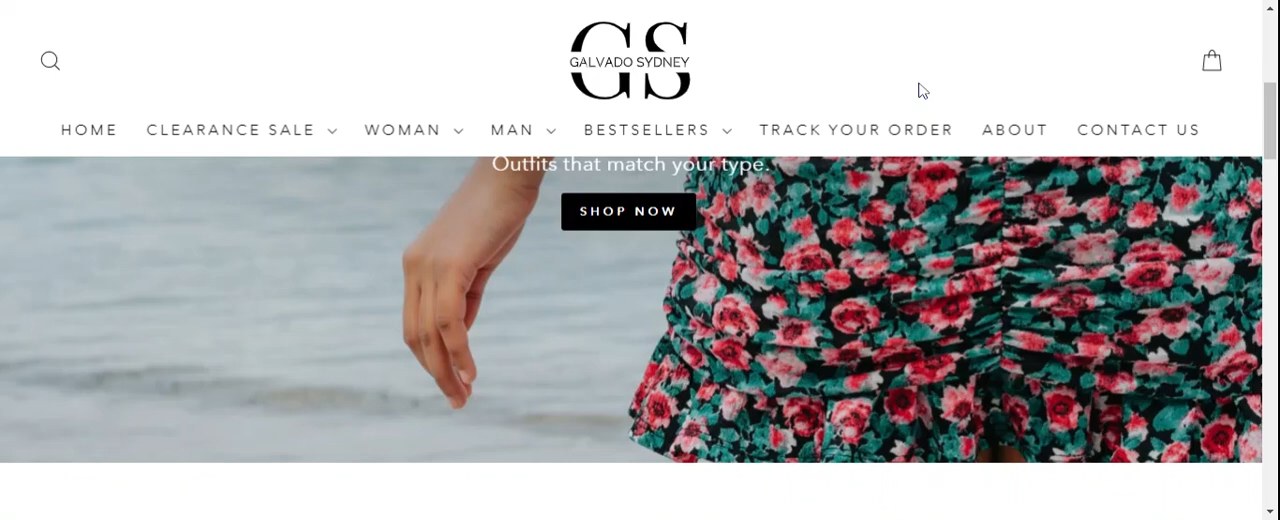 GS
GALVADO SYDNEY
HOME CLEARANCE SALE WOMAN MAN BESTSELLERS TRACK YOUR ORDER ABOUT CONTACT US
Outfits that match your type.
SHOP NOW